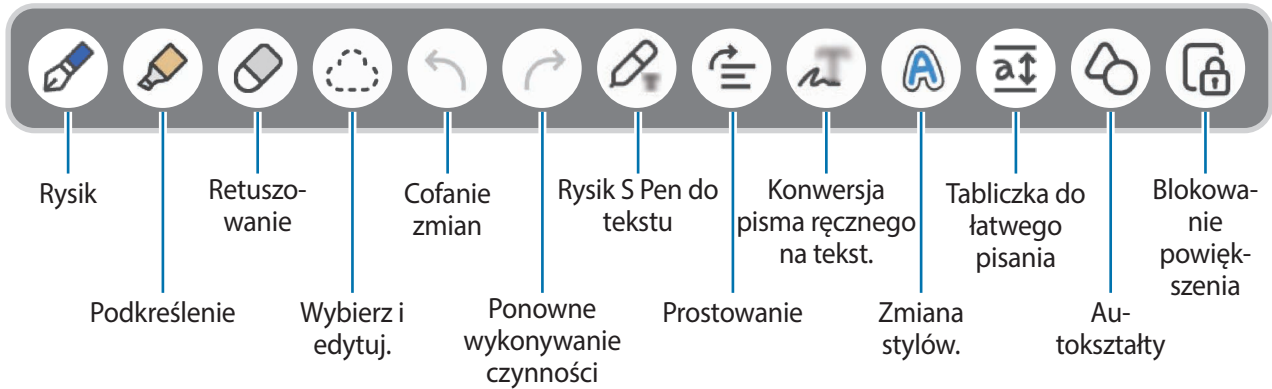 Rysik
Retuszo-
wanie
Cofanie
zmian
Rysik S Pen do
tekstu
Konwersja
pisma ręcznego
na tekst.
Tabliczka do
łatwego
pisania
Blokowa-
nie
powięk-
szenia
Podkreślenie
Wybierz i
edytuj.
Ponowne
wykonywanie
czynności
Prostowanie
Zmiana
stylów.
Au-
tokształty